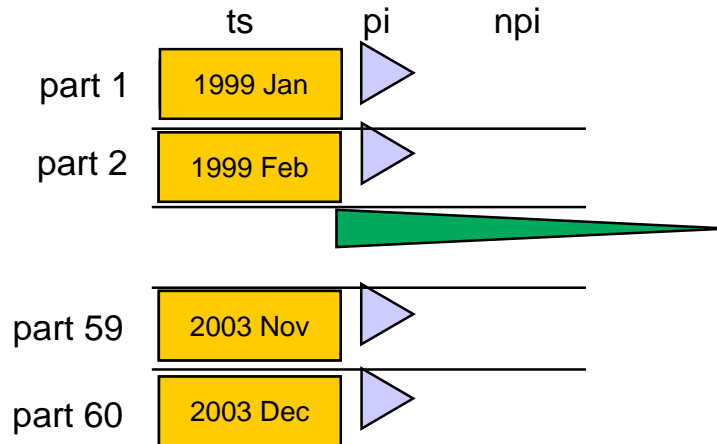 ts pi npi
part 1 1999 Jan
part 2 1999 Feb
part 59 2003 Nov
part 60 2003 Dec